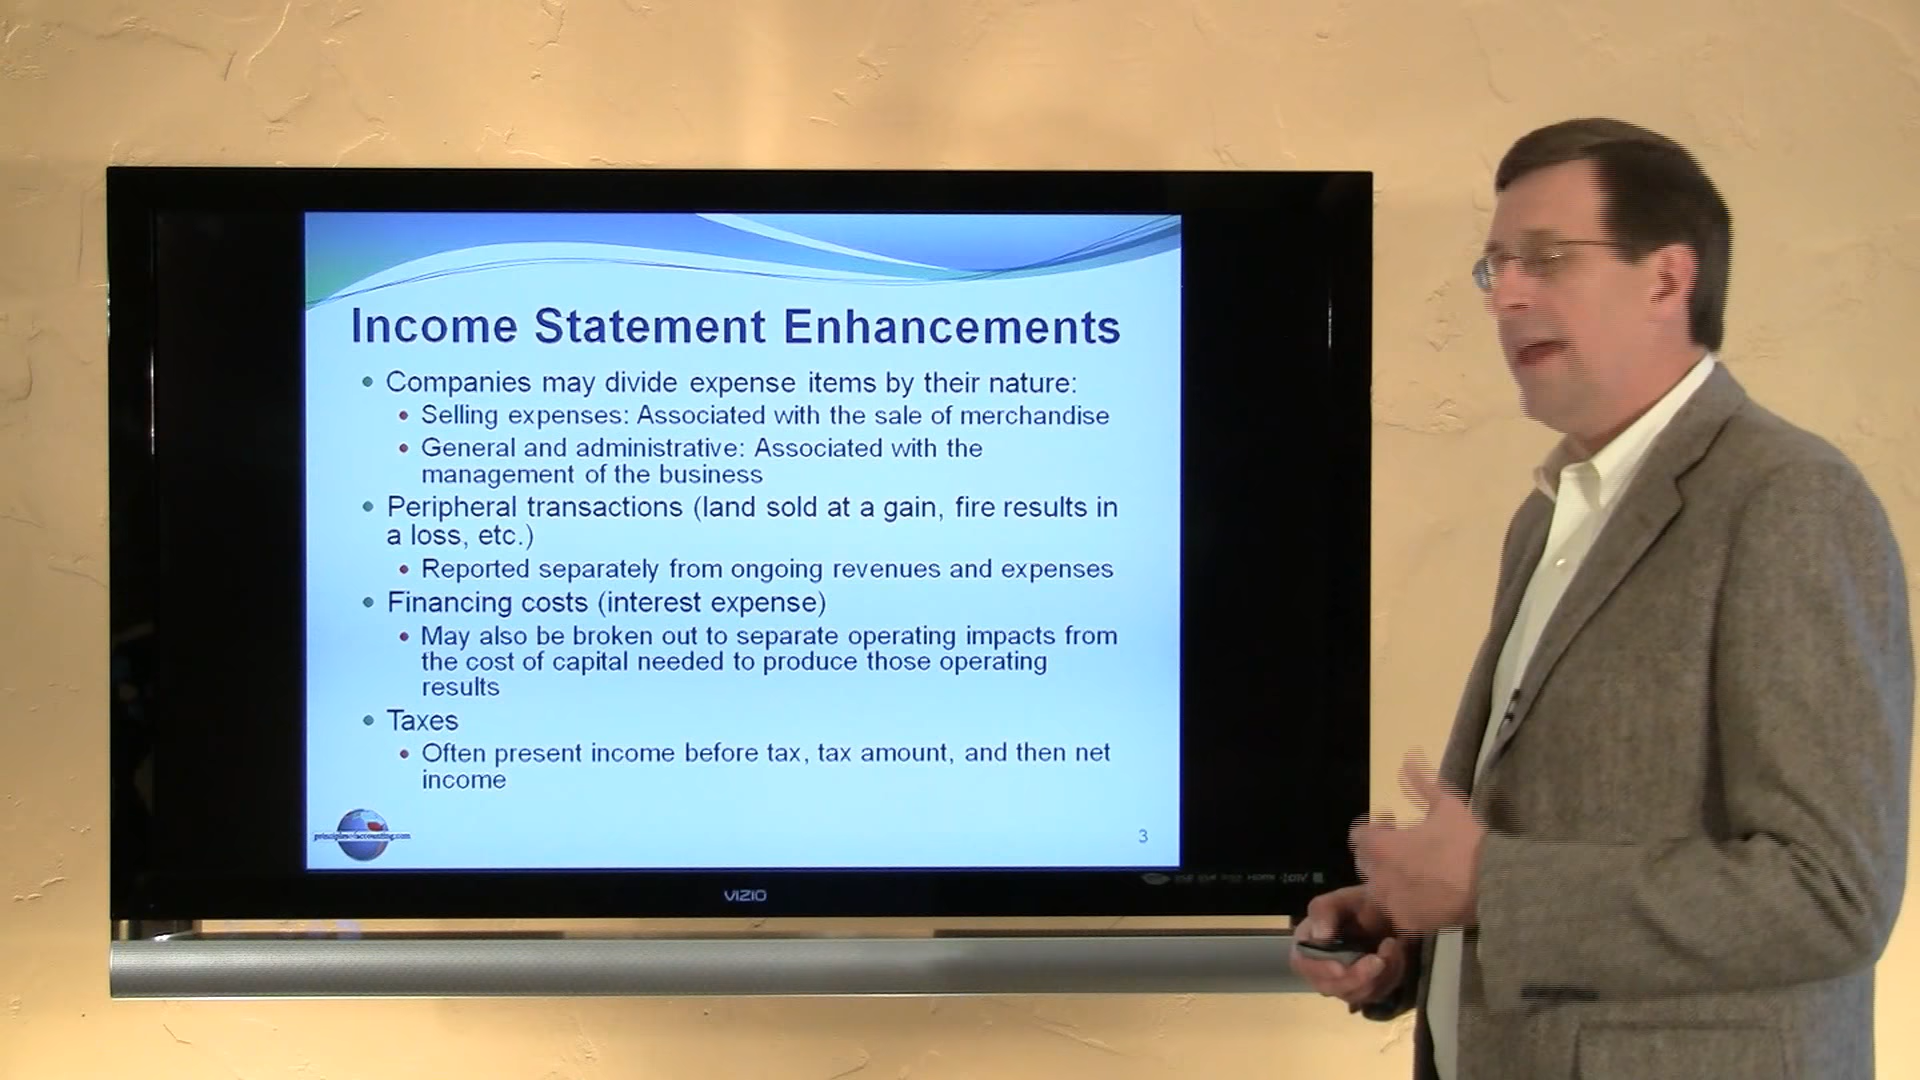 Income Statement Enhancements
• Companies may divide expense items by their nature:
• Selling expenses: Associated with the sale of merchandise
• General and administrative: Associated with the
management of the business
• Peripheral transactions (land sold at a gain, fire results in
a loss, etc.)
• Reported separately from ongoing revenues and expenses
• Financing costs (interest expense)
• May also be broken out to separate operating impacts from
the cost of capital needed to produce those operating
results
• Taxes
• Often present income before tax, tax amount, and then net
income
principlesofaccounting.com
3
VIZIO